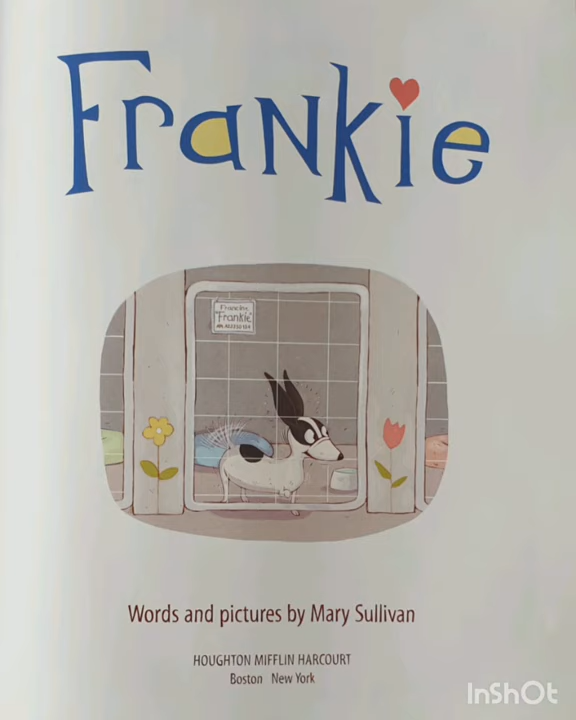 Frankie
"Frankie"
Words and pictures by Mary Sullivan
HOUGHTON MIFFLIN HARCOURT
Boston New York
InShOt